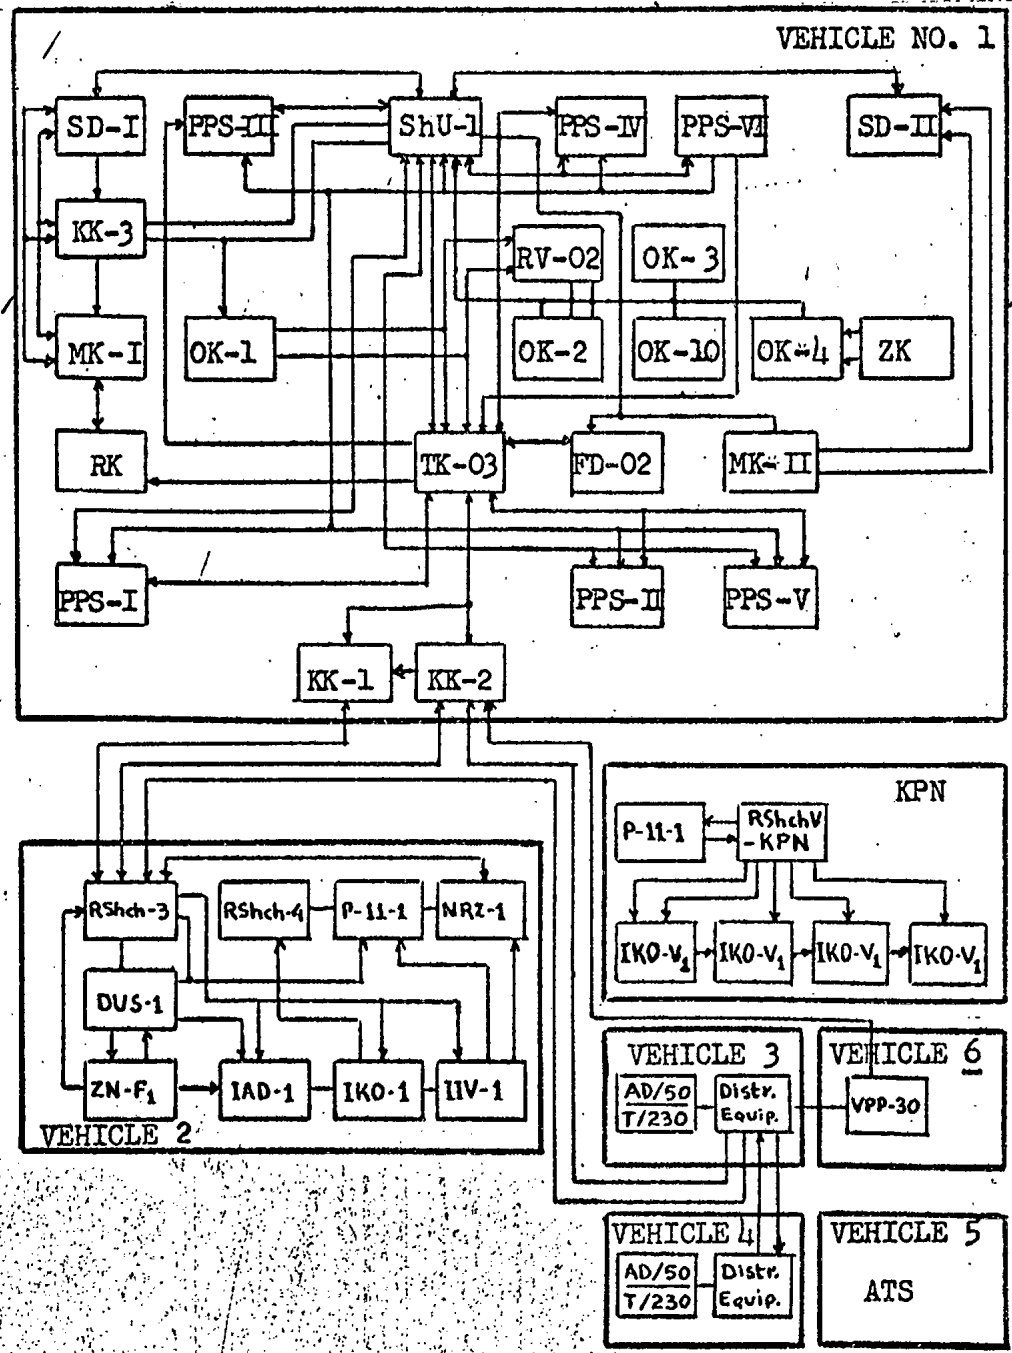 VEHICLE NO. 1
SD-I
PPS-III
ShU-1
PPS-IV
PPS-VI
SD-II
KK-3
RV-02
OK-3
MK-I
OK-1
OK-2
OK-10
OK-4
ZK
RK
TK-03
FD-02
MK-II
PPS-I
PPS-II
PPS-V
KK-1
KK-2
KPN
P-11-1
RShchV
-KPN
IKO-V1
IKO-V1
IKO-V1
IKO-V1
RShch-3
RShch-4
P-11-1
NRZ-1
DUS-1
ZN-F1
IAD-1
IKO-1
IIV-1
VEHICLE 2
VEHICLE 3
AD/50
T/230
Distr.
Equip.
VEHICLE 6
VPP-30
VEHICLE 4
AD/50
T/230
Distr.
Equip.
VEHICLE 5
ATS